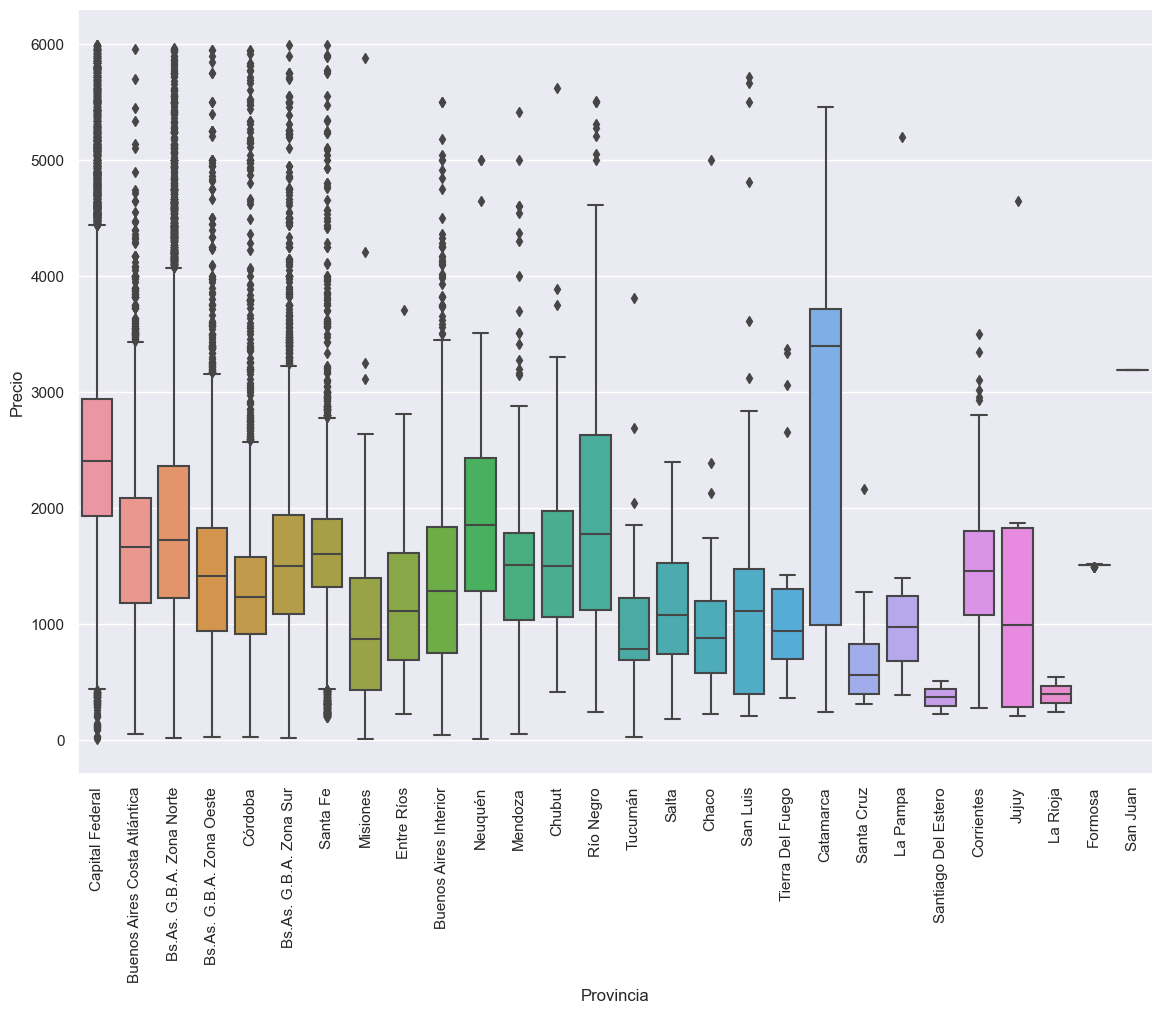 Precio
6000
5000
4000
3000
2000
1000
0
Capital Federal
Buenos Aires Costa Atlántica
Bs.As. G.B.A. Zona Norte
Bs.As. G.B.A. Zona Oeste
Córdoba
Bs.As. G.B.A. Zona Sur
Santa Fe
Misiones
Entre Ríos
Buenos Aires Interior
Neuquén
Mendoza
Chubut
Río Negro
Tucumán
Salta
Chaco
San Luis
Tierra Del Fuego
Catamarca
Santa Cruz
La Pampa
Santiago Del Estero
Corrientes
Jujuy
La Rioja
Formosa
San Juan
Provincia